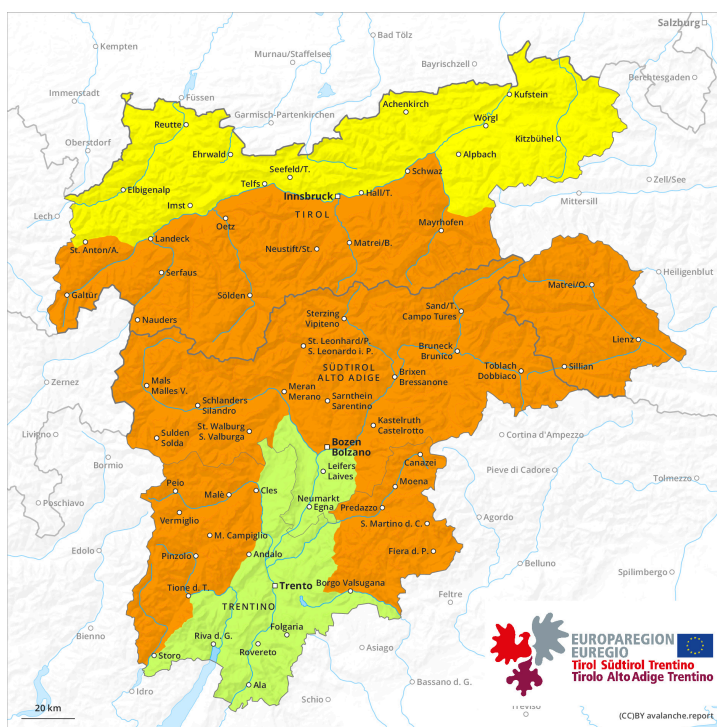 Salzburg
Kempten
Bad Tölz
Murnau/Staffelsee
Bayrischzell
Berchtesgaden
Immenstadt
Füssen
Garmisch-Partenkirchen
Achenkirch
Kufstein
Reutte
Wörgl
Oberstdorf
Ehrwald
Kitzbühel
Alpbach
Seefeld/T.
Schwaz
Telfs
Zell/See
Elbigenalp
Innsbruck
Hall/T.
Mittersill
Imst
TIROL
Lech
Oetz
Mayrhofen
Landeck
St. Anton/A.
Neustift/St.
Matrei/B.
Serfaus
Heiligenblut
Galtür
Sölden
Matrei/O.
Nauders
Sterzing
Vipiteno
Sand/T.
Campo Tures
Lienz
St. Leonhard/P.
S. Leonardo i. P.
Bruneck
Brunico
SÜDTIROL
ALTO ADIGE
Toblach
Dobbiaco
Sillian
Brixen
Bressanone
Zernez
Mals
Malles V.
Meran
Merano
Schlanders
Silandro
Sarnthein
Sarentino
Kastelruth
Castelrotto
St. Walburg
S. Valburga
Livigno
Sulden
Solda
Bozen
Bolzano
Cortina d'Ampezzo
Canazei
Bormio
Leifers
Laives
Pieve di Cadore
Tolmezzo
Peio
Malè
Cles
Moena
Poschiavo
Neumarkt
Egna
Predazzo
Vermiglio
Agordo
S. Martino d. C.
M. Campiglio
Edolo
Pinzolo
Andalo
Fiera d. P.
Belluno
Spilimbergo
Tione d. T.
Trento
Borgo Valsugana
Feltre
TRENTINO
Bienno
Folgaria
Riva d. G.
Rovereto
Asiago
Storo
EUROPAREGION
EUREGIO
Tirol Südtirol Trentino
Tirolo Alto Adige Trentino
Idro
Ala
Bassano d. G.
Schio
Treviso
20 km
(CC)BY avalanche.report